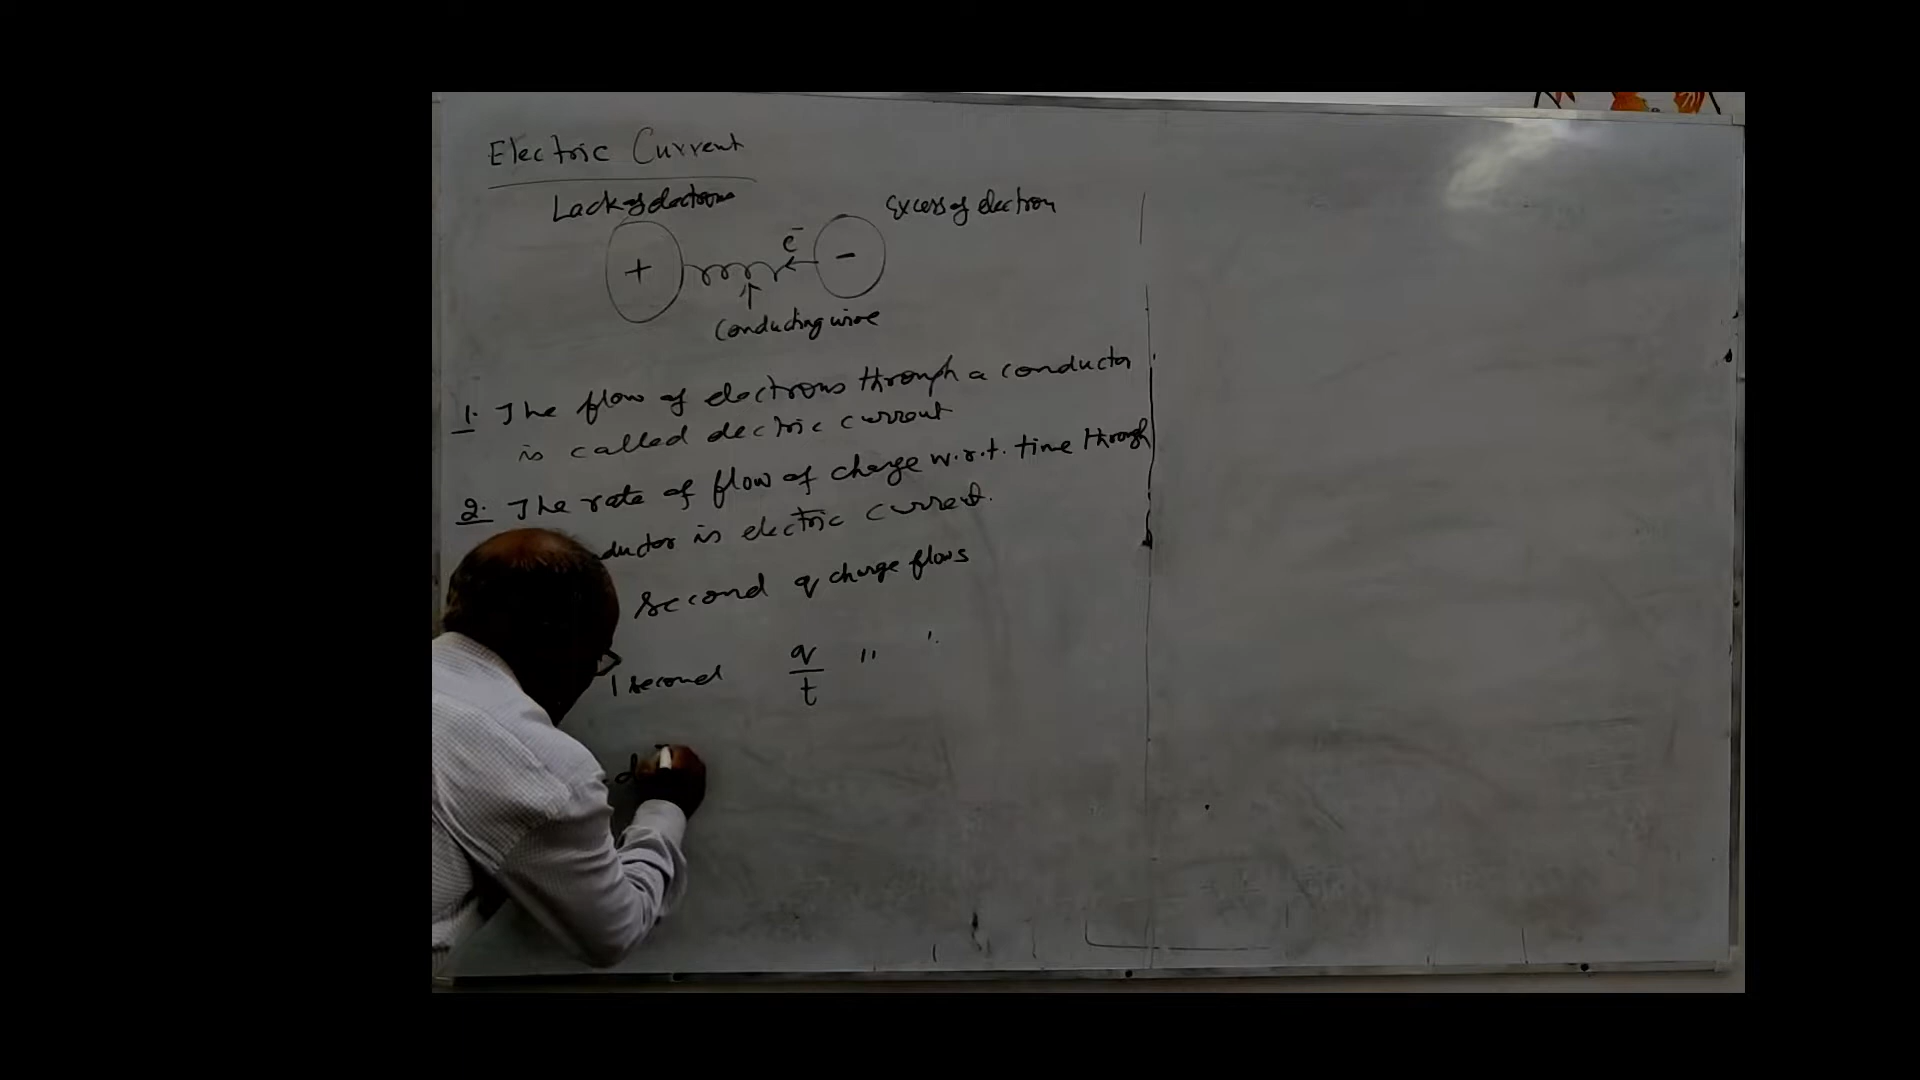 Electric Current
Lack of electrons
Excess of electron
+ e⁻ -
Conducting wire
1. The flow of electrons through a conductor
is called electric current
2. The rate of flow of charge w.r.t. time through
ductor is electric current.
second q charge flows
1 second q/t " "